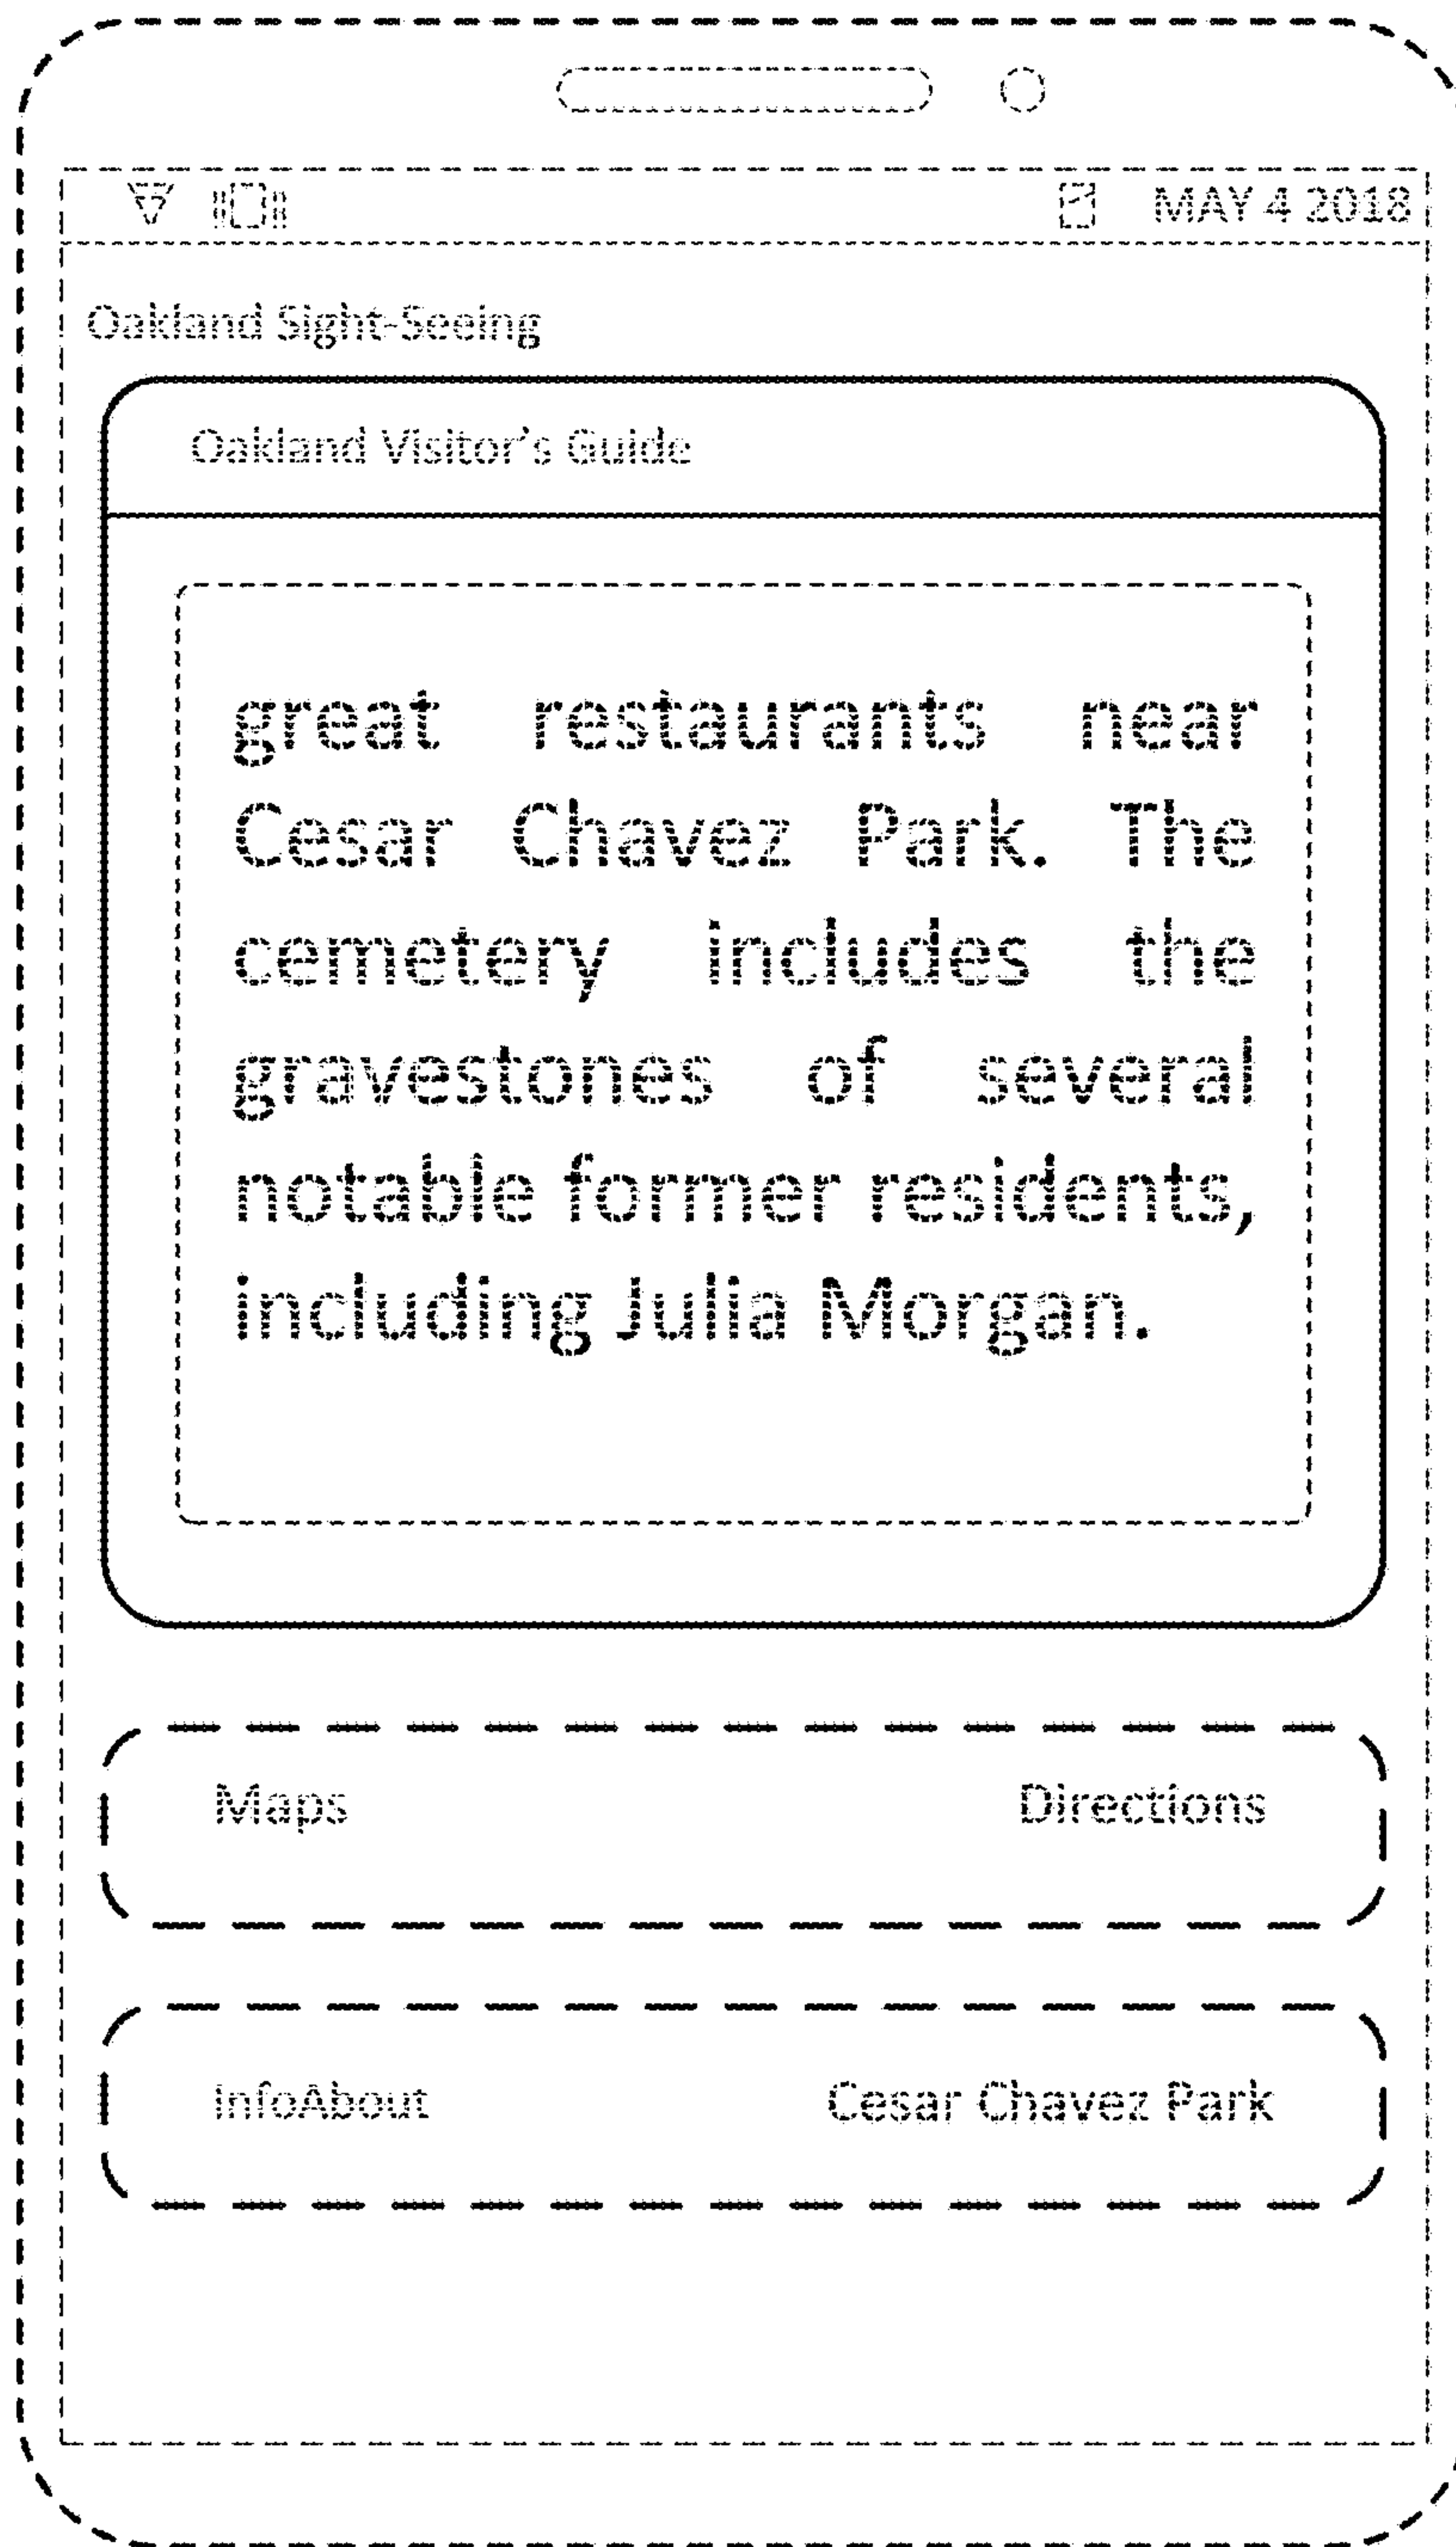 MAY 4 2018
Oakland Sight-Seeing
Oakland Visitor's Guide
great restaurants near
Cesar Chavez Park. The
cemetery includes the
gravestones of several
notable former residents,
including Julia Morgan.
Maps Directions
InfoAbout Cesar Chavez Park